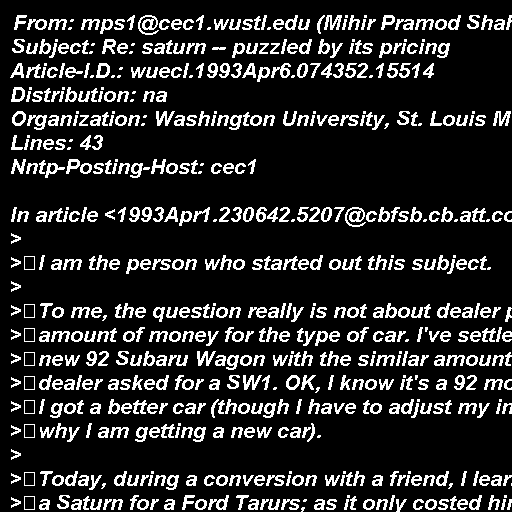 From: mps1@cec1.wustl.edu (Mihir Pramod Shah
Subject: Re: saturn -- puzzled by its pricing
Article-I.D.: wuecl.1993Apr6.074352.15514
Distribution: na
Organization: Washington University, St. Louis M
Lines: 43
Nntp-Posting-Host: cec1

In article <1993Apr1.230642.5207@cbfsb.cb.att.co
>
>I am the person who started out this subject.
>
>To me, the question really is not about dealer p
>amount of money for the type of car. I've settle
>new 92 Subaru Wagon with the similar amount
>dealer asked for a SW1. OK, I know it's a 92 mo
>I got a better car (though I have to adjust my in
>why I am getting a new car).
>
>Today, during a conversion with a friend, I lear
>a Saturn for a Ford Tarurs; as it only costed hi